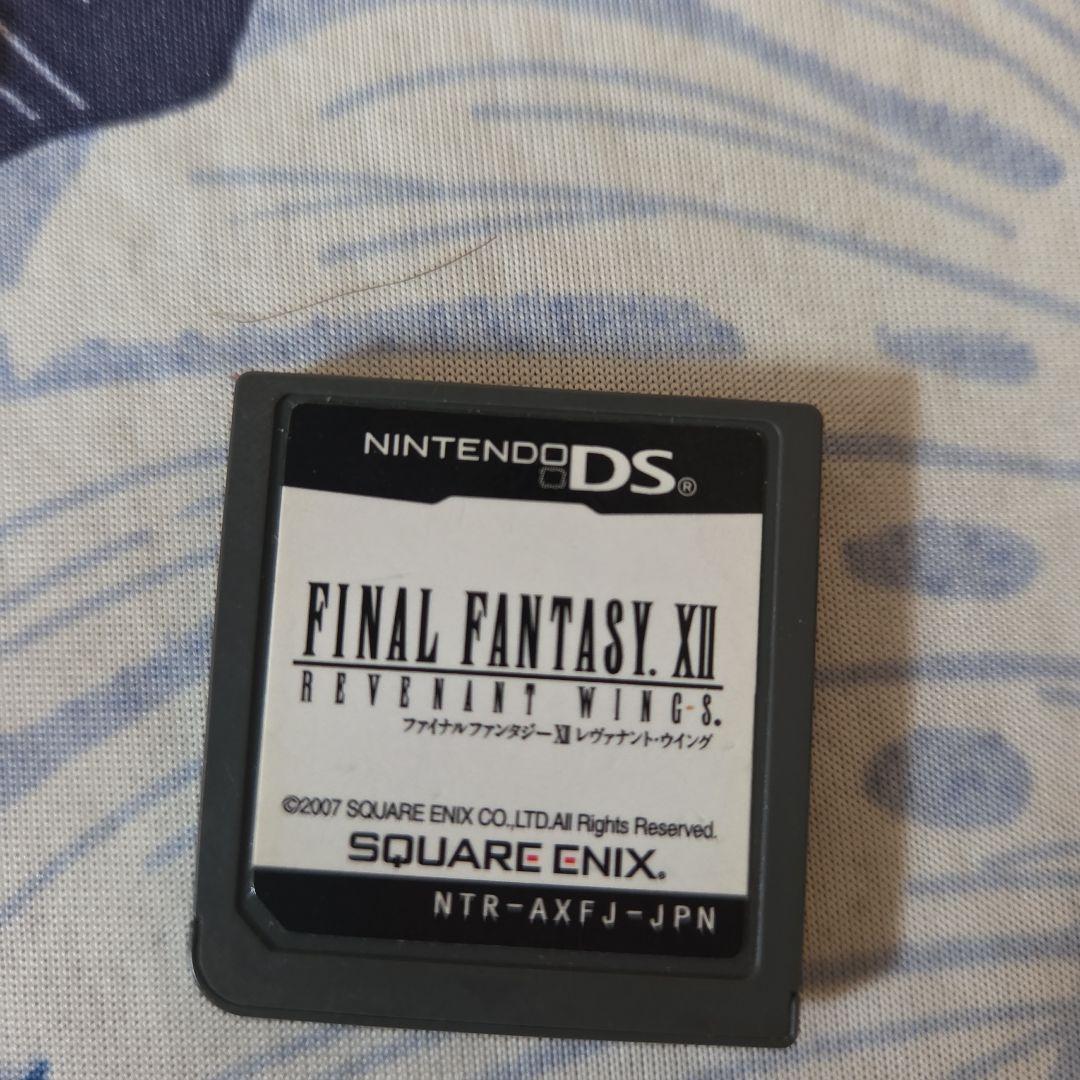 NINTENDO DS®
FINAL FANTASY. XII
REVENANT WINGS.
ファイナルファンタジーXII レヴァナント・ウイング
©2007 SQUARE ENIX CO.,LTD.All Rights Reserved.
SQUARE ENIX.
NTR-AXFJ-JPN